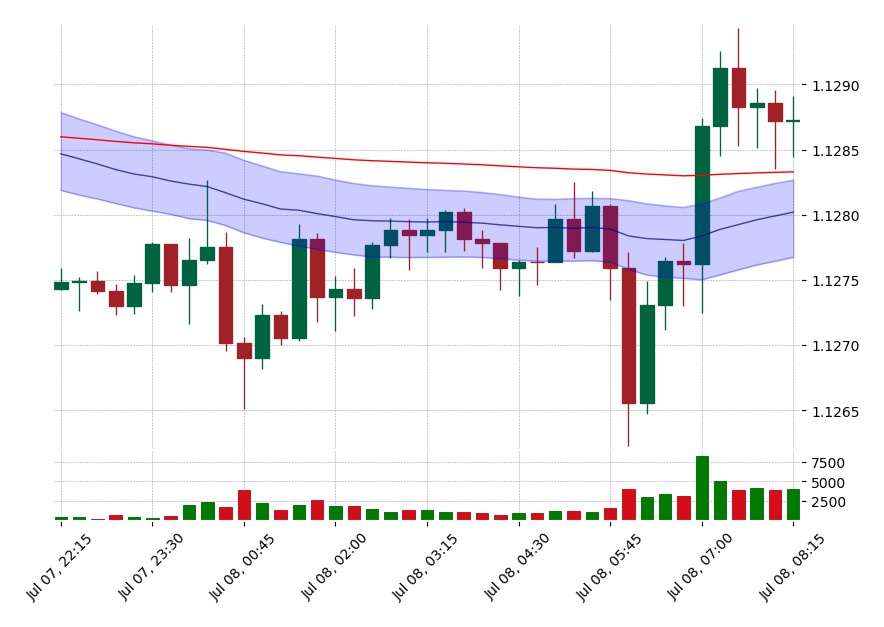 1.1290
1.1285
1.1280
1.1275
1.1270
1.1265
7500
5000
2500
Jul 07, 22:15
Jul 07, 23:30
Jul 08, 00:45
Jul 08, 02:00
Jul 08, 03:15
Jul 08, 04:30
Jul 08, 05:45
Jul 08, 07:00
Jul 08, 08:15